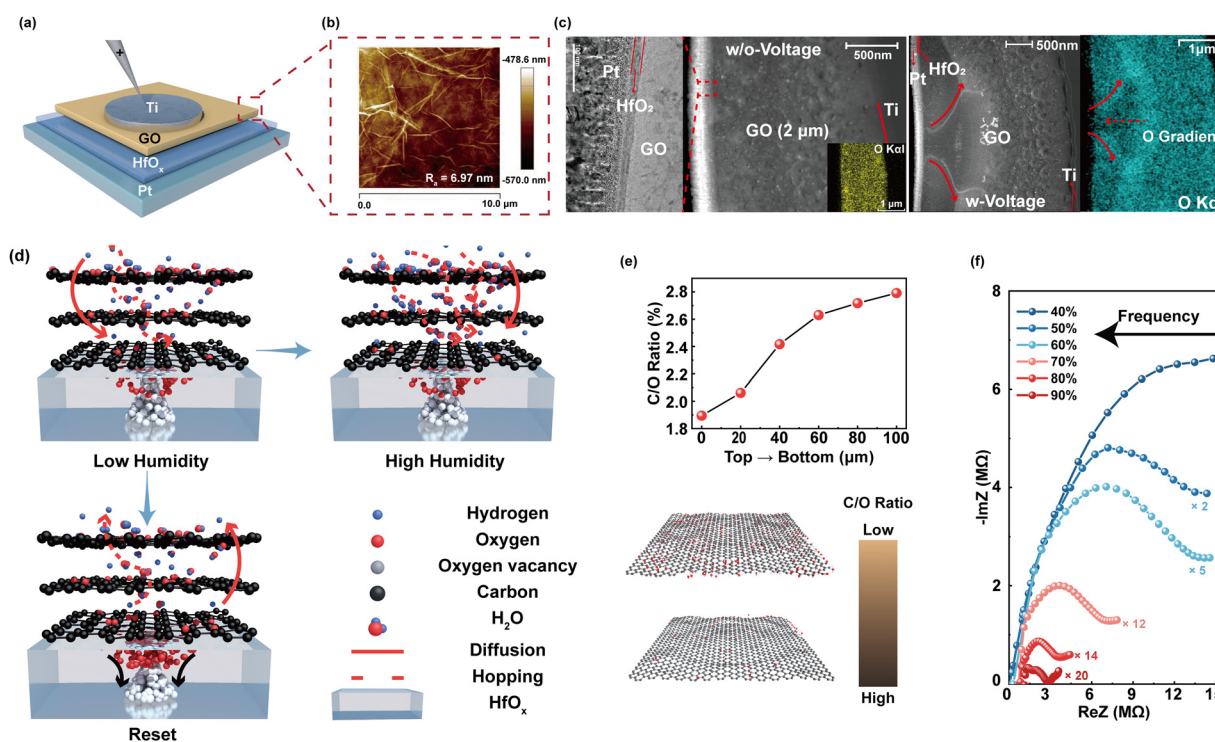 (a)
+
Ti
GO
HfOₓ
Pt
(b)
-478.6 nm
Rₐ = 6.97 nm
-570.0 nm
0.0
10.0
μm
(c)
Pt
HfO₂
GO
w/o-Voltage
500nm
GO (2 μm)
Ti
O Kαl
1 μm
500nm
Pt
HfO₂
GO
Ti
w-Voltage
1μm
O Gradien
O Kα
(d)
Low Humidity
High Humidity
Reset
Hydrogen
Oxygen
Oxygen vacancy
Carbon
H₂O
Diffusion
Hopping
HfOₓ
(e)
C/O Ratio (%)
2.8
2.6
2.4
2.2
2.0
1.8
0 20 40 60 80 100
Top → Bottom (μm)
C/O Ratio
Low
High
(f)
-ImZ (MΩ)
-8
-6
-4
2
0
40%
50%
60%
70%
80%
90%
Frequency
× 2
× 5
× 12
× 14
× 20
0 3 6 9 12 15
ReZ (MΩ)